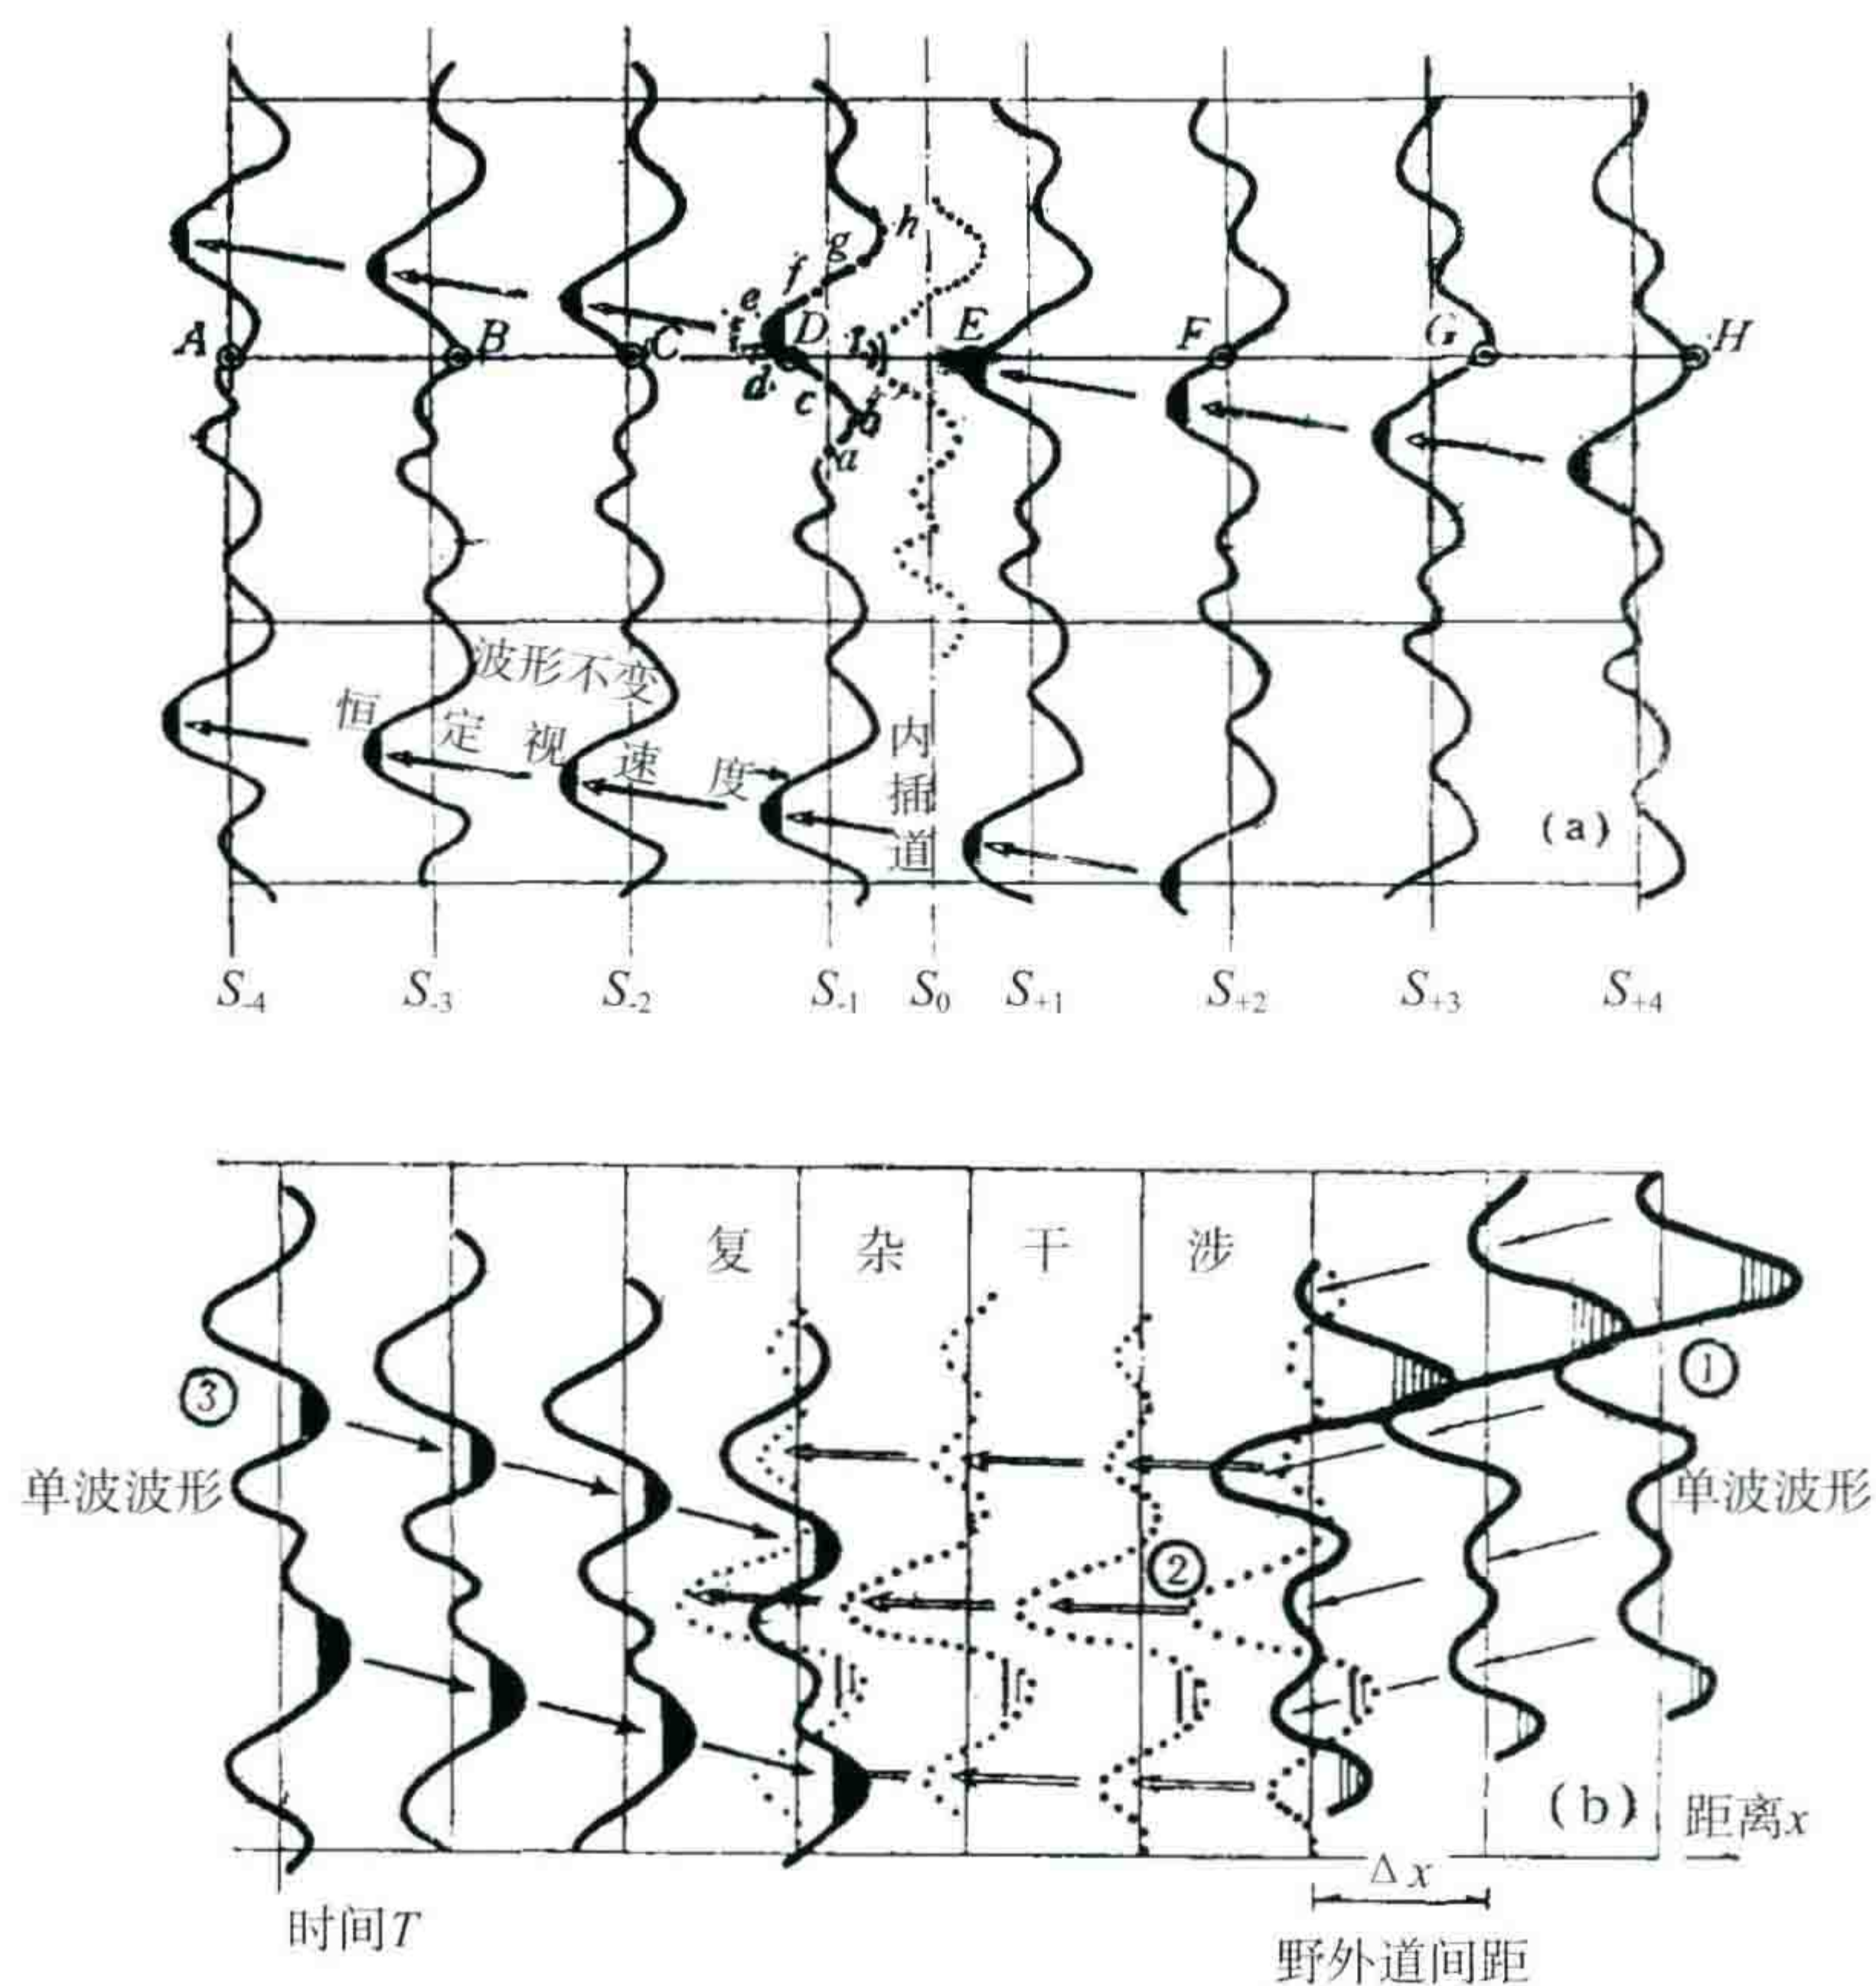 h
g
f
e
A B C D E F G H
d
c
b
a
波形不变
恒定视速度
内插道
(a)
S-4 S-3 S-2 S-1 S0 S+1 S+2 S+3 S+4
复杂干涉
③ ①
单波波形 单波波形
②
(b) 距离x
Δx
时间T
野外道间距